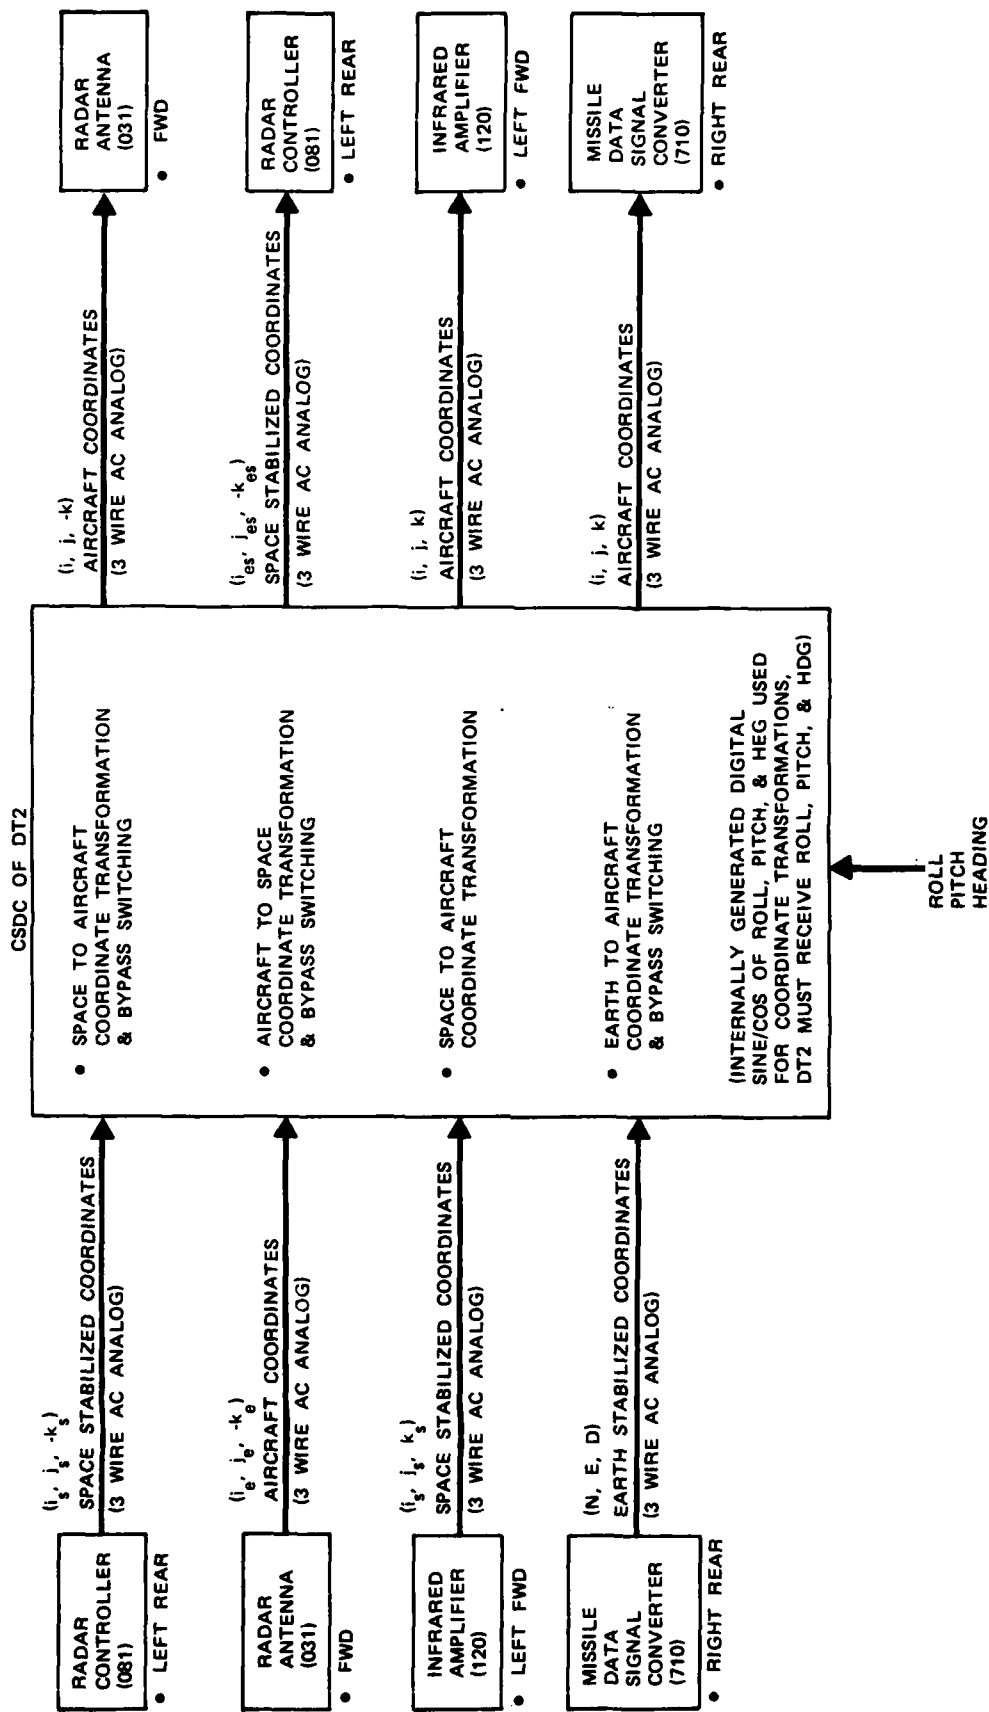 CSDC OF DT2
RADAR
CONTROLLER
(081)
• LEFT REAR
(i_s, j_s, -k_s)
SPACE STABILIZED COORDINATES
(3 WIRE AC ANALOG)
• SPACE TO AIRCRAFT
COORDINATE TRANSFORMATION
& BYPASS SWITCHING
(i, j, -k)
AIRCRAFT COORDINATES
(3 WIRE AC ANALOG)
RADAR
ANTENNA
(031)
• FWD
RADAR
ANTENNA
(031)
• FWD
(i_e, j_e, -k_e)
AIRCRAFT COORDINATES
(3 WIRE AC ANALOG)
• AIRCRAFT TO SPACE
COORDINATE TRANSFORMATION
& BYPASS SWITCHING
(i_es, j_es, -k_es)
SPACE STABILIZED COORDINATES
(3 WIRE AC ANALOG)
RADAR
CONTROLLER
(081)
• LEFT REAR
INFRARED
AMPLIFIER
(120)
• LEFT FWD
(i_s, j_s, k_s)
SPACE STABILIZED COORDINATES
(3 WIRE AC ANALOG)
• SPACE TO AIRCRAFT
COORDINATE TRANSFORMATION
(i, j, k)
AIRCRAFT COORDINATES
(3 WIRE AC ANALOG)
INFRARED
AMPLIFIER
(120)
• LEFT FWD
MISSILE
DATA
SIGNAL
CONVERTER
(710)
• RIGHT REAR
(N, E, D)
EARTH STABILIZED COORDINATES
(3 WIRE AC ANALOG)
• EARTH TO AIRCRAFT
COORDINATE TRANSFORMATION
& BYPASS SWITCHING
(i, j, k)
AIRCRAFT COORDINATES
(3 WIRE AC ANALOG)
MISSILE
DATA
SIGNAL
CONVERTER
(710)
• RIGHT REAR
(INTERNALLY GENERATED DIGITAL
SINE/COS OF ROLL, PITCH, & HEG USED
FOR COORDINATE TRANSFORMATIONS,
DT2 MUST RECEIVE ROLL, PITCH, & HDG)
ROLL
PITCH
HEADING